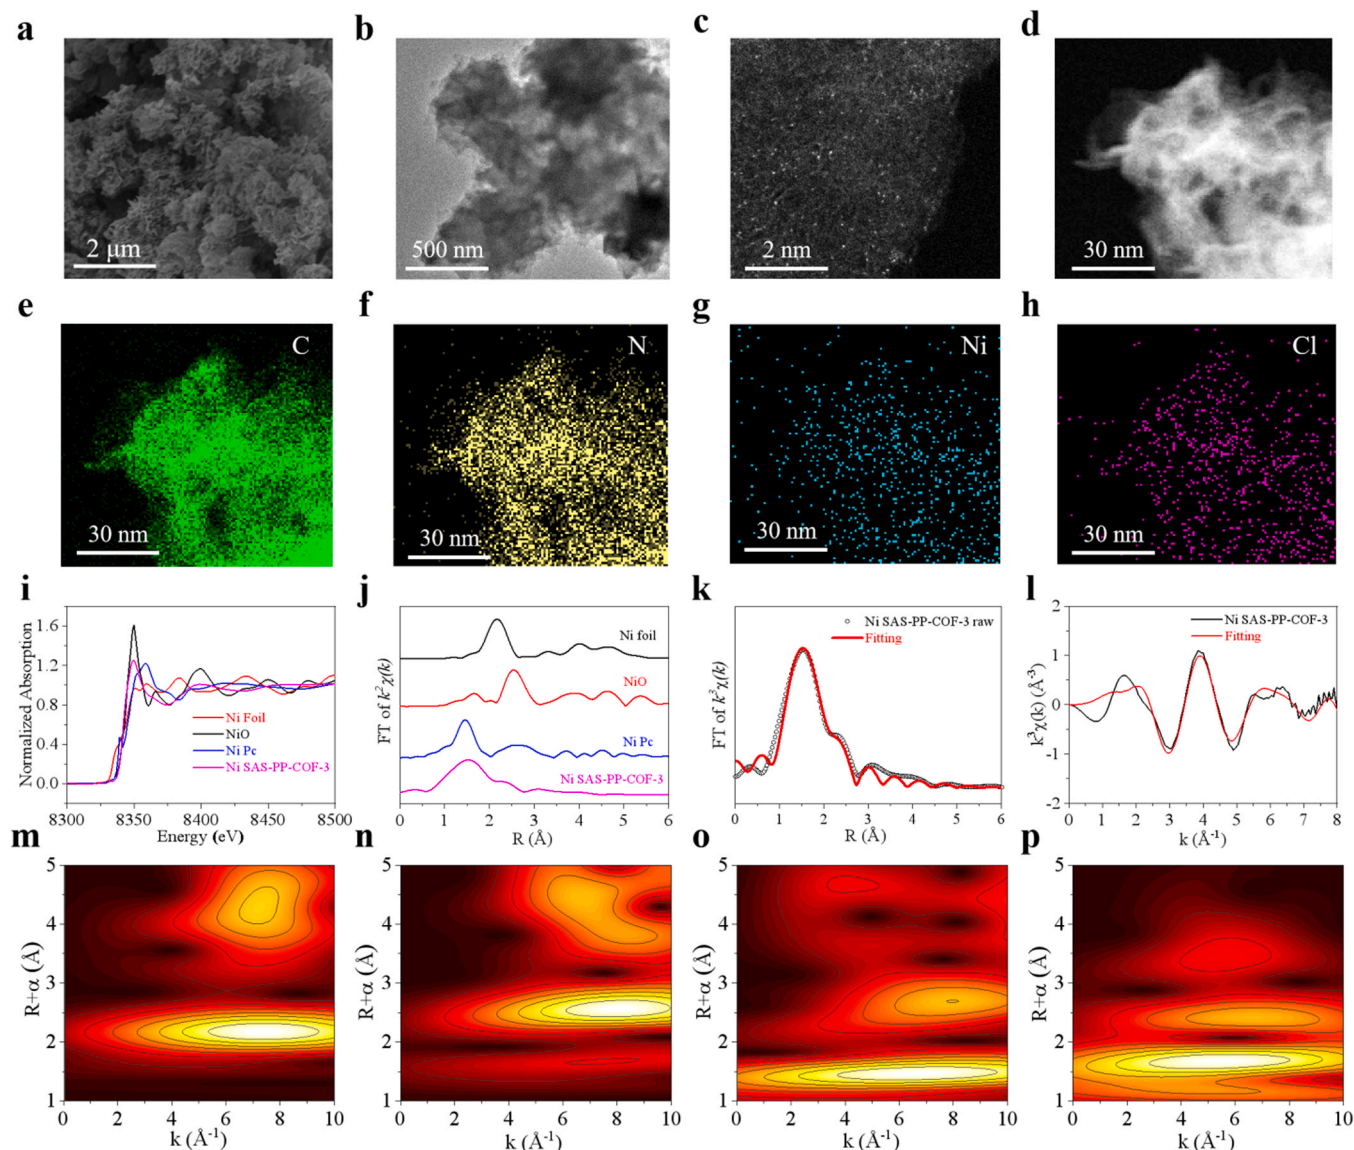 a
b
c
d
2 μm
500 nm
2 nm
30 nm
e
f
g
h
C
N
Ni
Cl
30 nm
30 nm
30 nm
30 nm
i
j
k
l
Normalized Absorption
1.6
1.2
0.8
0.4
0.0
Ni Foil
NiO
Ni Pc
Ni SAS-PP-COF-3
8300 8350 8400 8450 8500
Energy (eV)
FT of k²χ(k)
Ni foil
NiO
Ni Pc
Ni SAS-PP-COF-3
0 1 2 3 4 5 6
R (Å)
FT of k³χ(k)
Ni SAS-PP-COF-3 raw
Fitting
0 1 2 3 4 5 6
R (Å)
k³χ(k) (Å⁻³)
2
1
0
-1
-2
Ni SAS-PP-COF-3
Fitting
0 1 2 3 4 5 6 7 8
k (Å⁻¹)
m
n
o
p
R+α (Å)
5
4
3
2
1
0 2 4 6 8 10
k (Å⁻¹)
R+α (Å)
5
4
3
2
1
0 2 4 6 8 10
k (Å⁻¹)
R+α (Å)
5
4
3
2
1
0 2 4 6 8 10
k (Å⁻¹)
R+α (Å)
5
4
3
2
1
0 2 4 6 8 10
k (Å⁻¹)